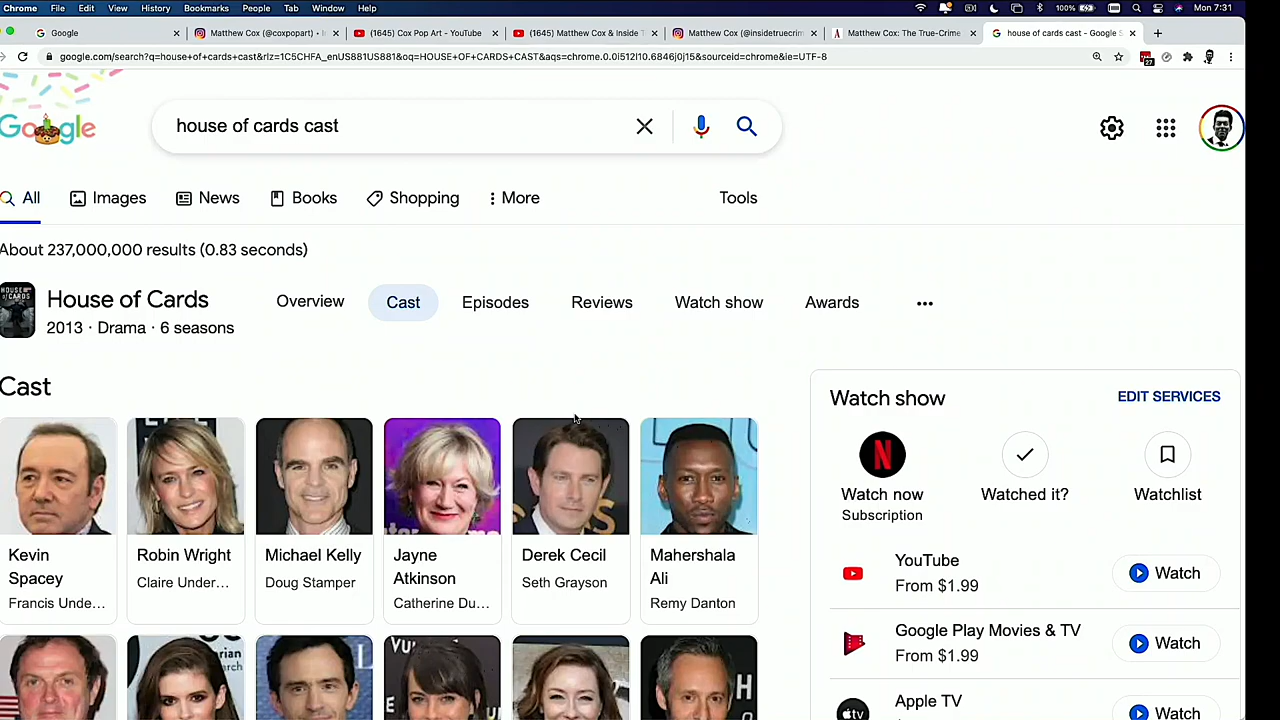 Chrome File Edit View History Bookmarks People Tab Window Help 100% Mon 7:31
Google Matthew Cox (@coxpopart) • I (1645) Cox Pop Art - YouTube (1645) Matthew Cox & Inside T Matthew Cox (@insidetruecrim Matthew Cox: The True-Crime house of cards cast - Google S
google.com/search?q=house+of+cards+cast&rlz=1C5CHFA_enUS881US881&oq=HOUSE+OF+CARDS+CAST&aqs=chrome.0.0i512l10.6846j0j15&sourceid=chrome&ie=UTF-8 27
Google
house of cards cast
All Images News Books Shopping More Tools
About 237,000,000 results (0.83 seconds)
House of Cards
2013 · Drama · 6 seasons
Overview Cast Episodes Reviews Watch show Awards
Cast
Kevin Spacey
Francis Unde...
Robin Wright
Claire Under...
Michael Kelly
Doug Stamper
Jayne Atkinson
Catherine Du...
Derek Cecil
Seth Grayson
Mahershala Ali
Remy Danton
Watch show EDIT SERVICES
Watch now
Subscription
Watched it?
Watchlist
YouTube
From $1.99
Watch
Google Play Movies & TV
From $1.99
Watch
Apple TV
Watch